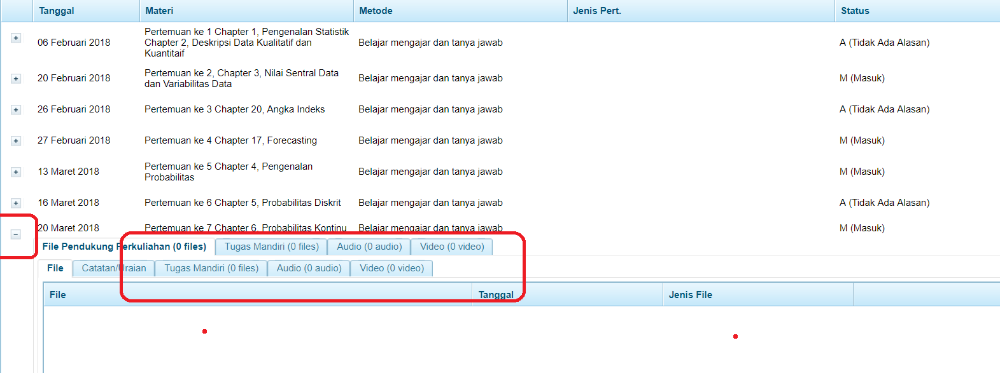 Tanggal Materi Metode Jenis Pert. Status
Pertemuan ke 1 Chapter 1, Pengenalan Statistik
06 Februari 2018 Chapter 2, Deskripsi Data Kualitatif dan Belajar mengajar dan tanya jawab A (Tidak Ada Alasan)
Kuantitaif
Pertemuan ke 2, Chapter 3, Nilai Sentral Data
20 Februari 2018 Belajar mengajar dan tanya jawab M (Masuk)
dan Variabilitas Data
26 Februari 2018 Pertemuan ke 3 Chapter 20, Angka Indeks Belajar mengajar dan tanya jawab A (Tidak Ada Alasan)
27 Februari 2018 Pertemuan ke 4 Chapter 17, Forecasting Belajar mengajar dan tanya jawab M (Masuk)
Pertemuan ke 5 Chapter 4, Pengenalan
13 Maret 2018 Belajar mengajar dan tanya jawab M (Masuk)
Probabilitas
16 Maret 2018 Pertemuan ke 6 Chapter 5, Probabilitas Diskrit Belajar mengajar dan tanya jawab A (Tidak Ada Alasan)
20 Maret 2018 Pertemuan ke 7 Chapter 6, Probabilitas Kontinu Belajar mengajar dan tanya jawab M (Masuk)
File Pendukung Perkuliahan (0 files) Tugas Mandiri (0 files) Audio (0 audio) Video (0 video)
File Catatan/Uraian Tugas Mandiri (0 files) Audio (0 audio) Video (0 video)
File Tanggal Jenis File